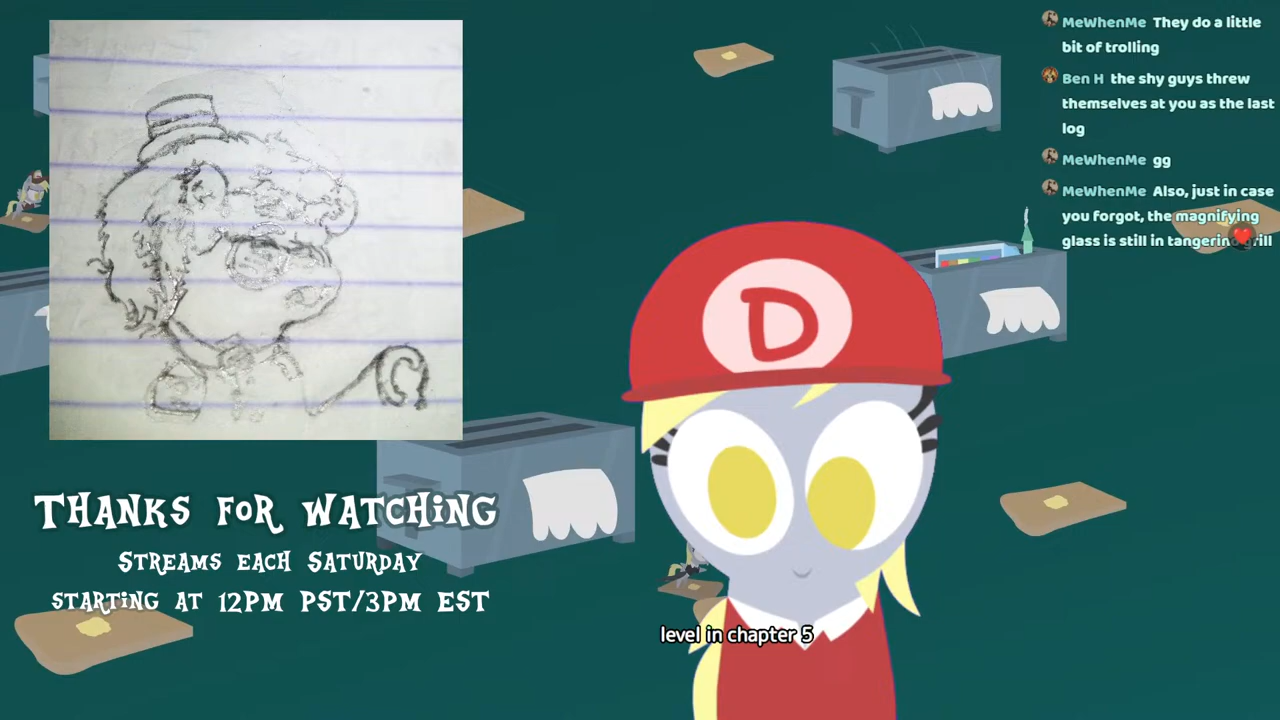 MeWhenMe They do a little
bit of trolling
Ben H the shy guys threw
themselves at you as the last
log
MeWhenMe gg
MeWhenMe Also, just in case
you forgot, the magnifying
glass is still in tangerine grill
D
THANKS FOR WATCHING
STREAMS EACH SATURDAY
STARTING AT 12PM PST/3PM EST
level in chapter 5